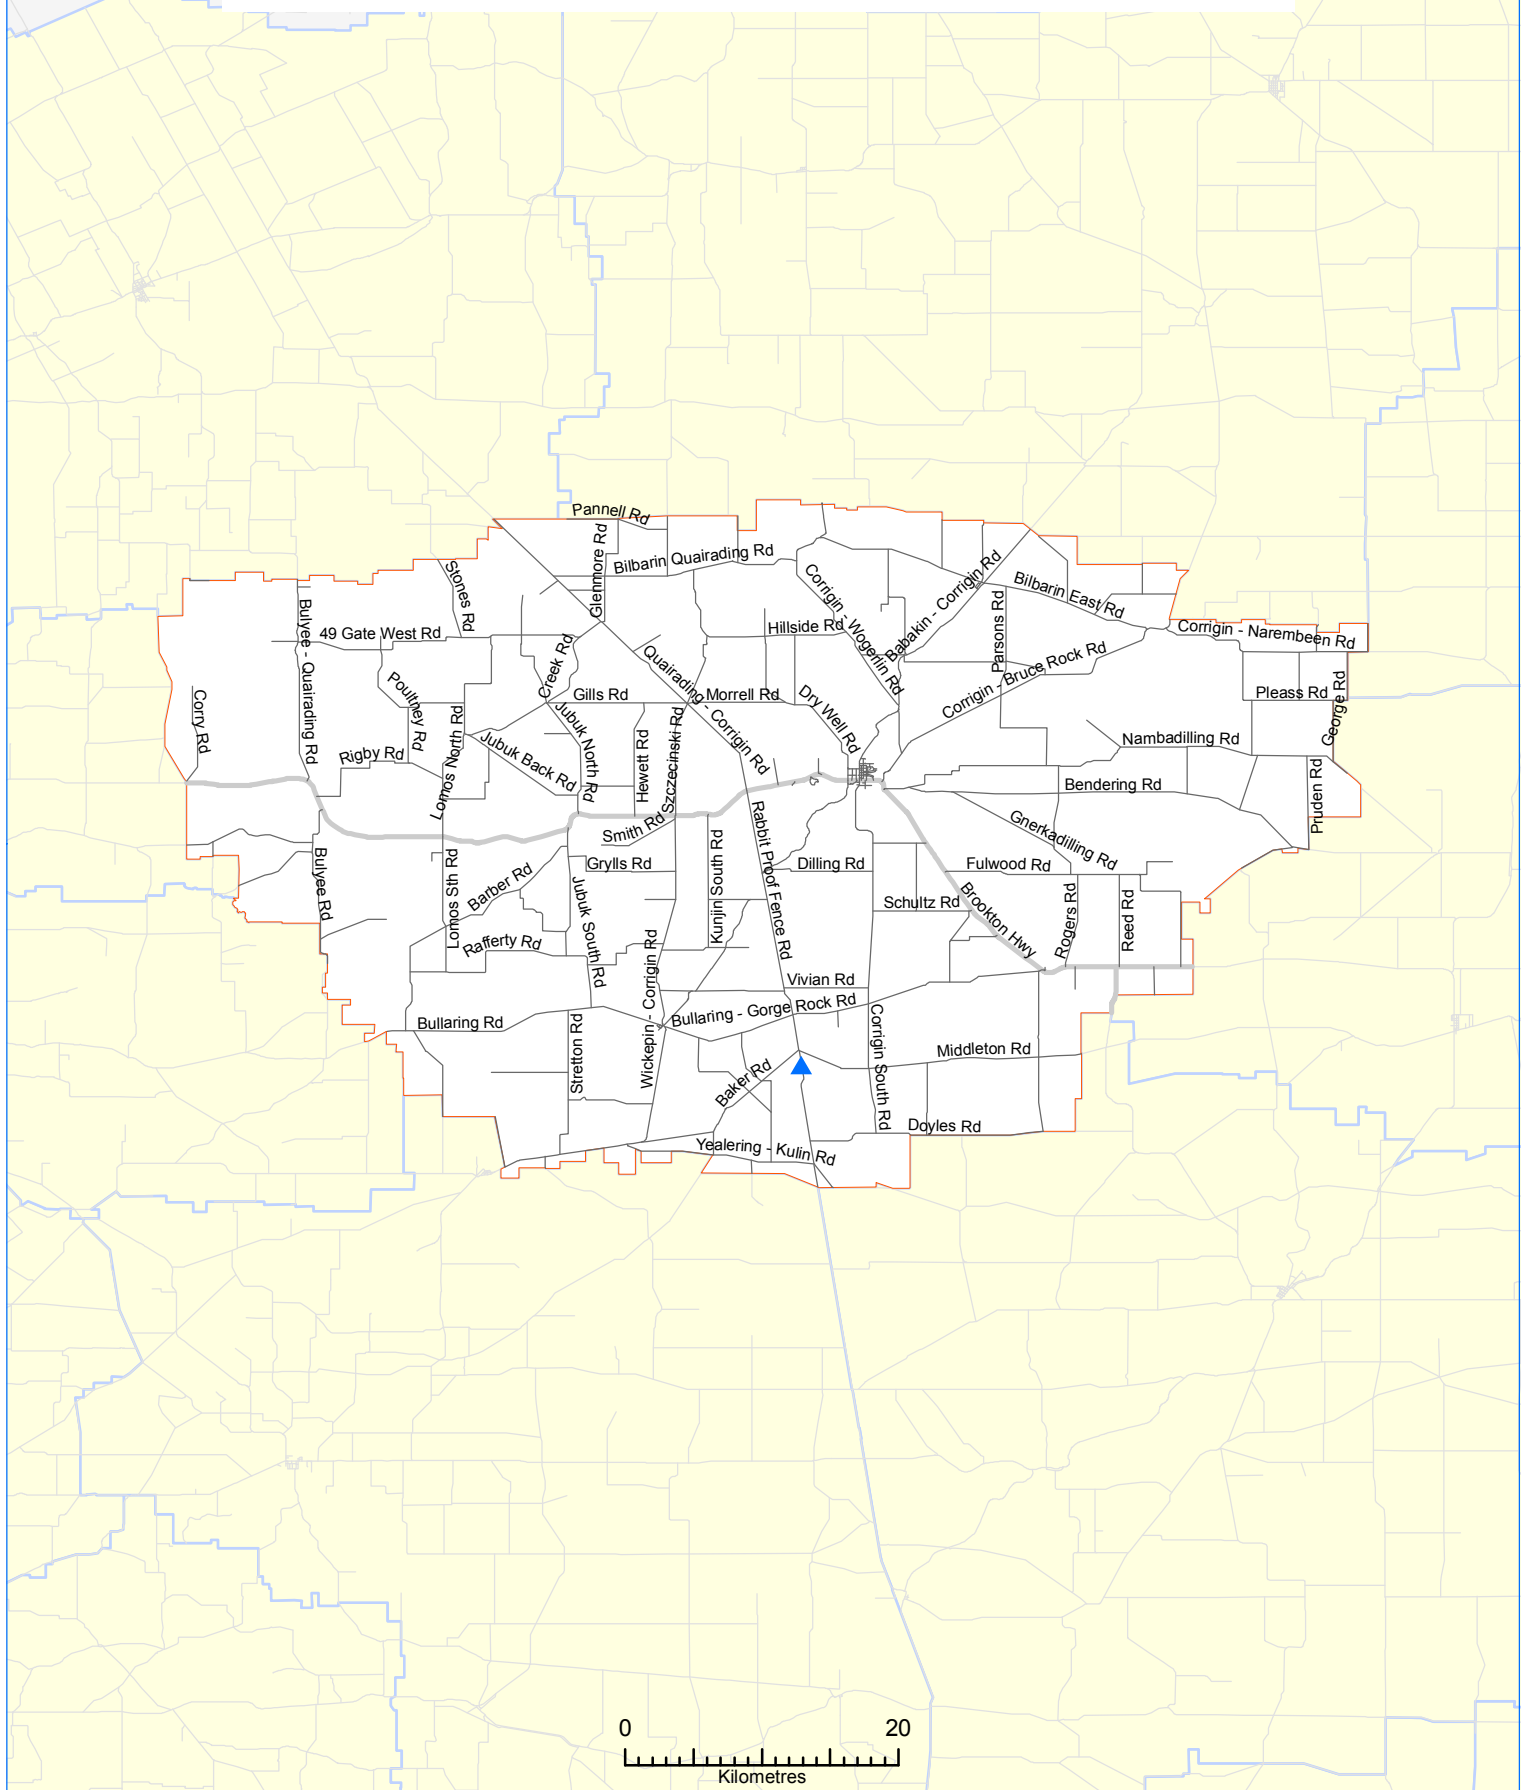 Pannell Rd
Glenmore Rd
Bilbarin Quairading Rd
Stones Rd
Bulyee - Quairading Rd
49 Gate West Rd
Creek Rd
Hillside Rd
Corrigin - Wogerlin Rd
Babakin - Corrigin Rd
Parsons Rd
Bilbarin East Rd
Corrigin - Narembeen Rd
Corrigin - Bruce Rock Rd
Quairading - Corrigin Rd
Corry Rd
Poultney Rd
Lomos North Rd
Gills Rd
Morrell Rd
Dry Well Rd
Pleass Rd
George Rd
Rigby Rd
Jubuk Back Rd
Jubuk North Rd
Hewett Rd
Szczecinski Rd
Nambadilling Rd
Bendering Rd
Pruden Rd
Smith Rd
Rabbit Proof Fence Rd
Gnerkadilling Rd
Bulyee Rd
Lomos Sth Rd
Barber Rd
Grylls Rd
Kunjin South Rd
Dilling Rd
Fulwood Rd
Jubuk South Rd
Schultz Rd
Brookton Hwy
Rogers Rd
Reed Rd
Rafferty Rd
Wickepin - Corrigin Rd
Vivian Rd
Bullaring Rd
Bullaring - Gorge Rock Rd
Stretton Rd
Corrigin South Rd
Middleton Rd
Baker Rd
Doyles Rd
Yealering - Kulin Rd
0 20
Kilometres